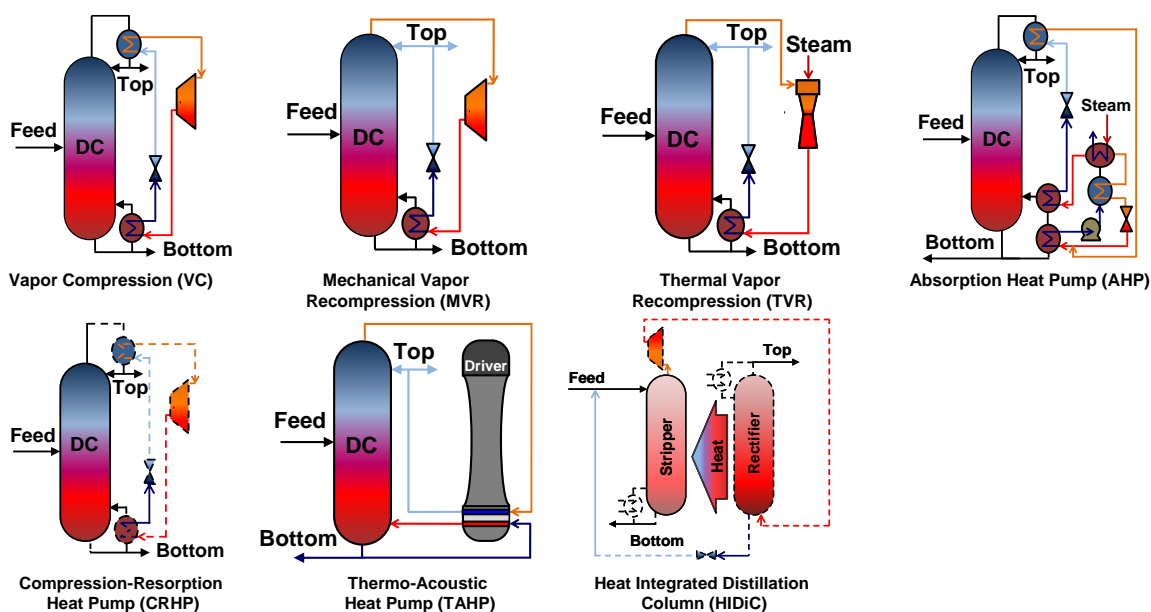 Top
Feed
DC
Bottom
Vapor Compression (VC)
Top
Feed
DC
Bottom
Mechanical Vapor
Recompression (MVR)
Top
Steam
Feed
DC
Bottom
Thermal Vapor
Recompression (TVR)
Top
Steam
Feed
DC
Bottom
Absorption Heat Pump (AHP)
Top
Feed
DC
Bottom
Compression-Resorption
Heat Pump (CRHP)
Top
Driver
Feed
DC
Bottom
Thermo-Acoustic
Heat Pump (TAHP)
Top
Feed
Stripper
Heat
Rectifier
Bottom
Heat Integrated Distillation
Column (HIDiC)